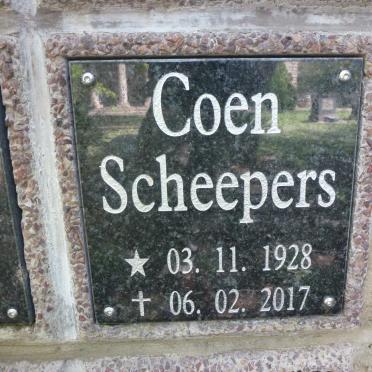 Coen
Scheepers
★ 03. 11. 1928
✝ 06. 02. 2017